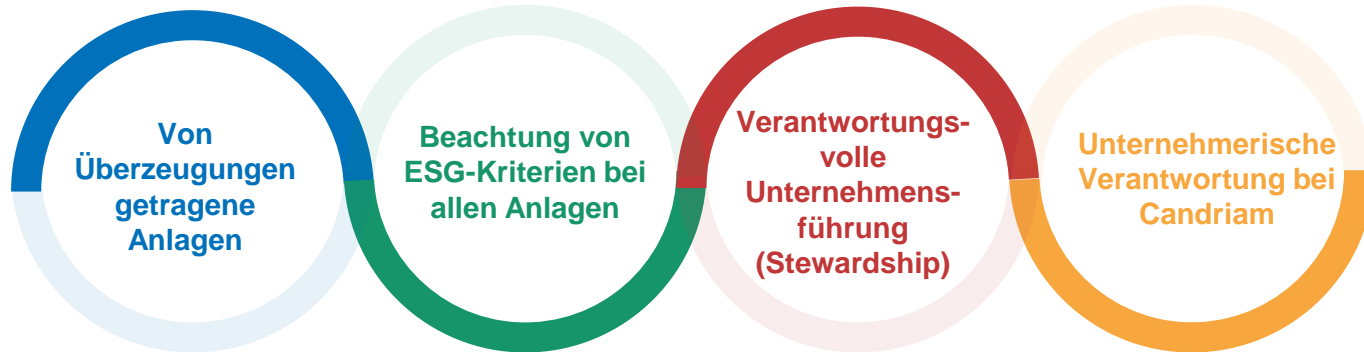 Von
Überzeugungen
getragene
Anlagen
Beachtung von
ESG-Kriterien bei
allen Anlagen
Verantwortungs-
volle
Unternehmens-
führung
(Stewardship)
Unternehmerische
Verantwortung bei
Candriam